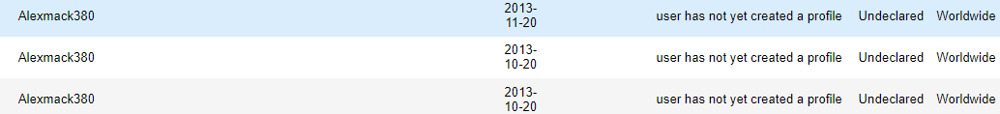 Alexmack380 2013-11-20 user has not yet created a profile Undeclared Worldwide
Alexmack380 2013-10-20 user has not yet created a profile Undeclared Worldwide
Alexmack380 2013-10-20 user has not yet created a profile Undeclared Worldwide